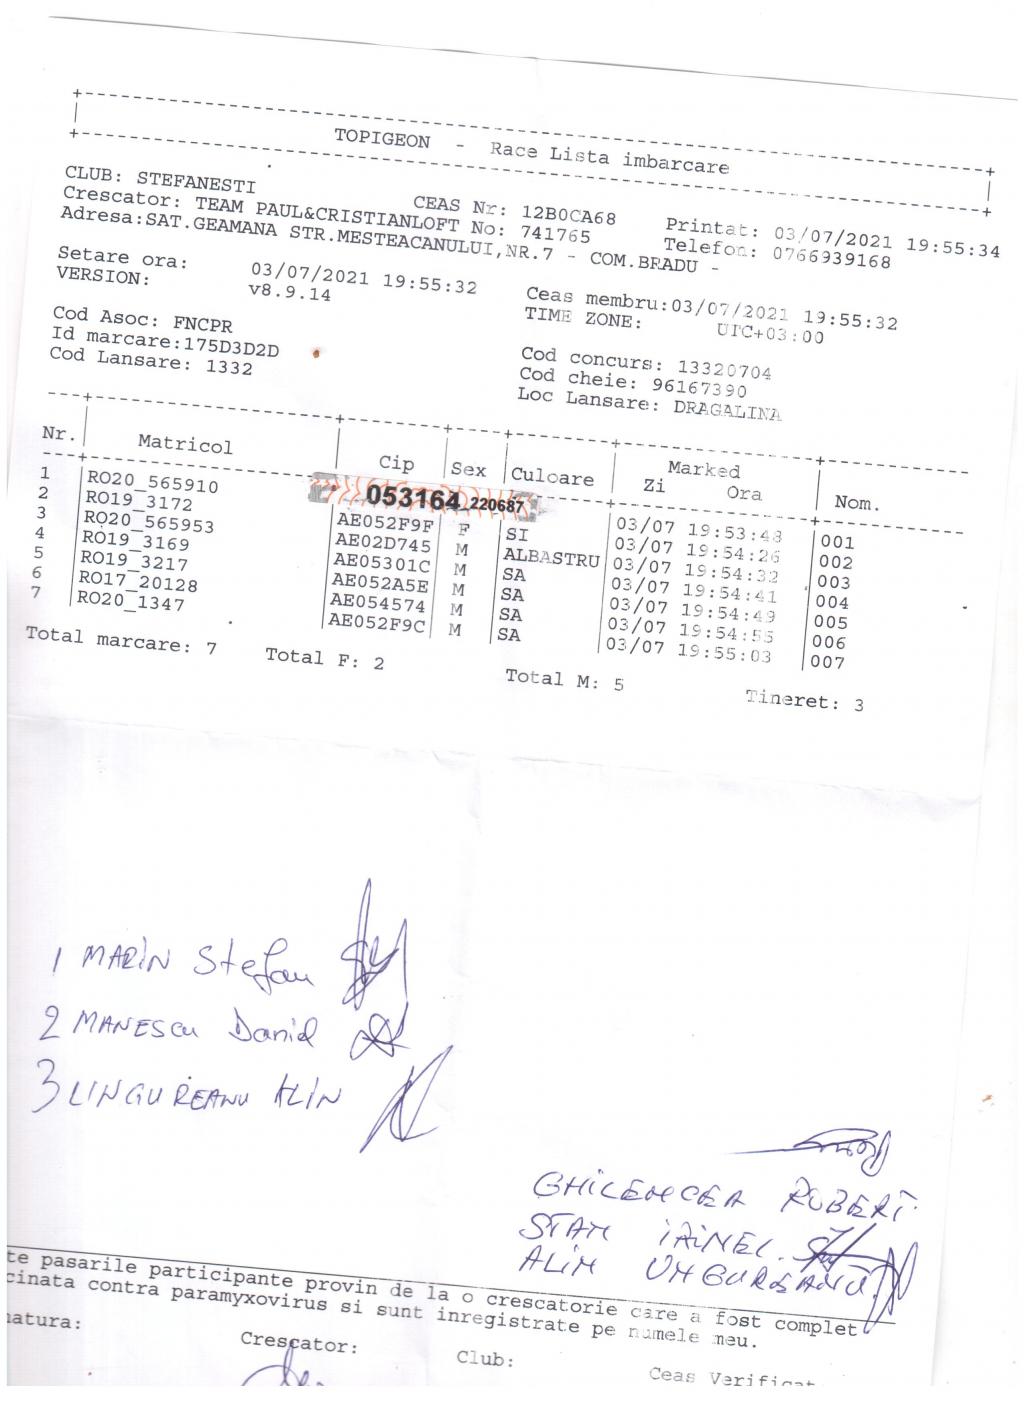 TOPIGEON - Race Lista imbarcare
CLUB: STEFANESTI CEAS Nr: 12B0CA68 Printat: 03/07/2021 19:55:34
Crescator: TEAM PAUL&CRISTIANLOFT No: 741765 Telefon: 0766939168
Adresa:SAT.GEAMANA STR.MESTEACANULUI,NR.7 - COM.BRADU -
Setare ora: 03/07/2021 19:55:32 Ceas membru:03/07/2021 19:55:32
VERSION: v8.9.14 TIME ZONE: UTC+03:00
Cod Asoc: FNCPR Cod concurs: 13320704
Id marcare:175D3D2D Cod cheie: 96167390
Cod Lansare: 1332 Loc Lansare: DRAGALINA
Nr. Matricol Cip Sex Culoare Marked Zi Ora Nom.
053164 220687
1 RO20_565910 03/07 19:53:48 001
2 RO19_3172 AE052F9F F SI 03/07 19:54:26 002
3 RO20_565953 AE02D745 M ALBASTRU 03/07 19:54:32 003
4 RO19_3169 AE05301C M SA 03/07 19:54:41 004
5 RO19_3217 AE052A5E M SA 03/07 19:54:49 005
6 RO17_20128 AE054574 M SA 03/07 19:54:55 006
7 RO20_1347 AE052F9C M SA 03/07 19:55:03 007
Total marcare: 7 Total F: 2 Total M: 5 Tineret: 3
1 MARIN Stefan
2 MANESCU Daniel
3 LINGUREANU ALIN
GHILENCEA ROBERT
STAN IRINEL
ALIN UNGUREANU
te pasarile participante provin de la o crescatorie care a fost complet
cinata contra paramyxovirus si sunt inregistrate pe numele meu.
natura: Crescator: Club: Ceas Verificat